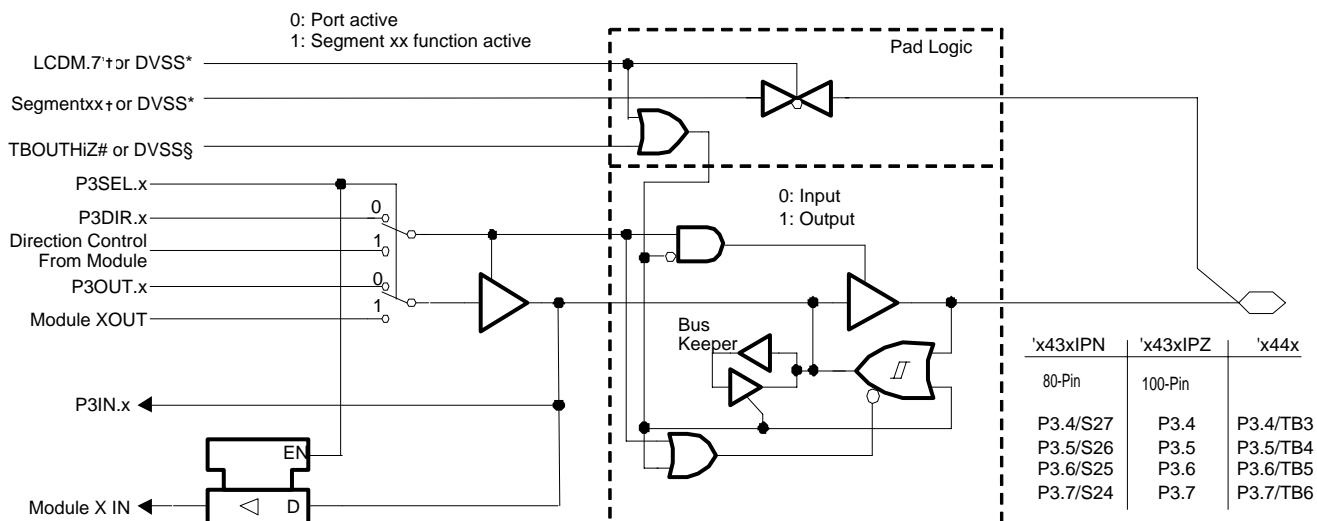 0: Port active
1: Segment xx function active
Pad Logic
LCDM.7'† or DVSS*
Segmentxx† or DVSS*
TBOUTHiZ# or DVSS§
P3SEL.x
0: Input
1: Output
P3DIR.x
0
Direction Control
From Module
1
P3OUT.x
0
Module XOUT
1
Bus
Keeper
'x43xIPN 'x43xIPZ 'x44x
80-Pin 100-Pin
P3.4/S27 P3.4 P3.4/TB3
P3.5/S26 P3.5 P3.5/TB4
P3.6/S25 P3.6 P3.6/TB5
P3.7/S24 P3.7 P3.7/TB6
P3IN.x
EN
Module X IN
D